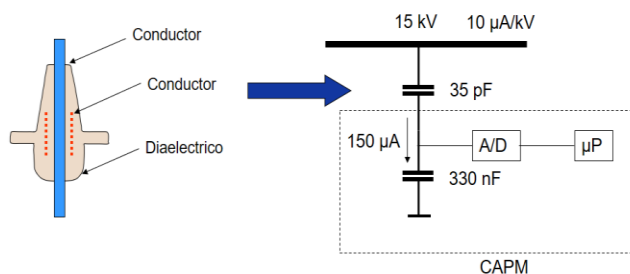 Conductor
Conductor
Diaelectrico
15 kV 10 µA/kV
35 pF
150 µA
A/D
µP
330 nF
CAPM